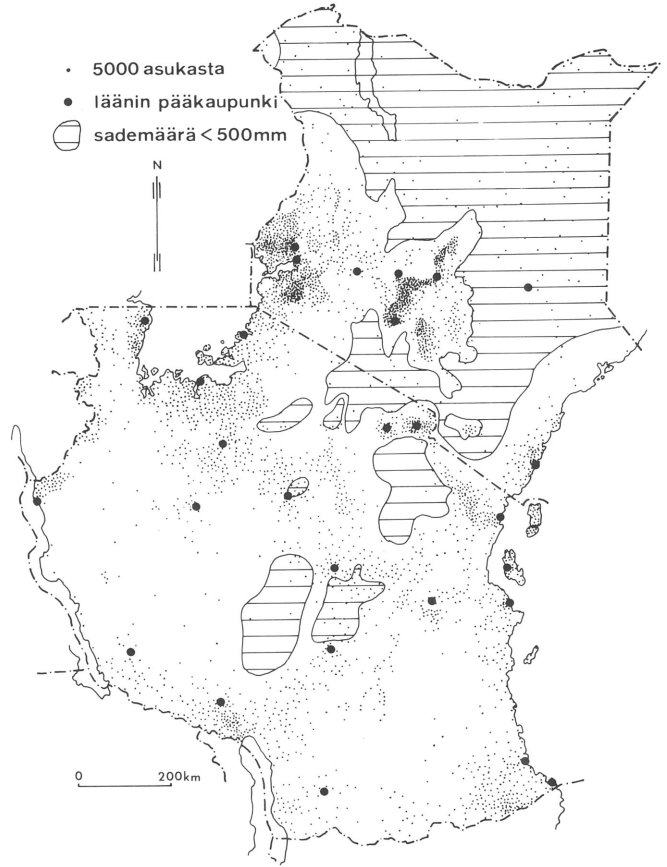 5000 asukasta
läänin pääkaupunki
sademäärä < 500mm
N
0 200km